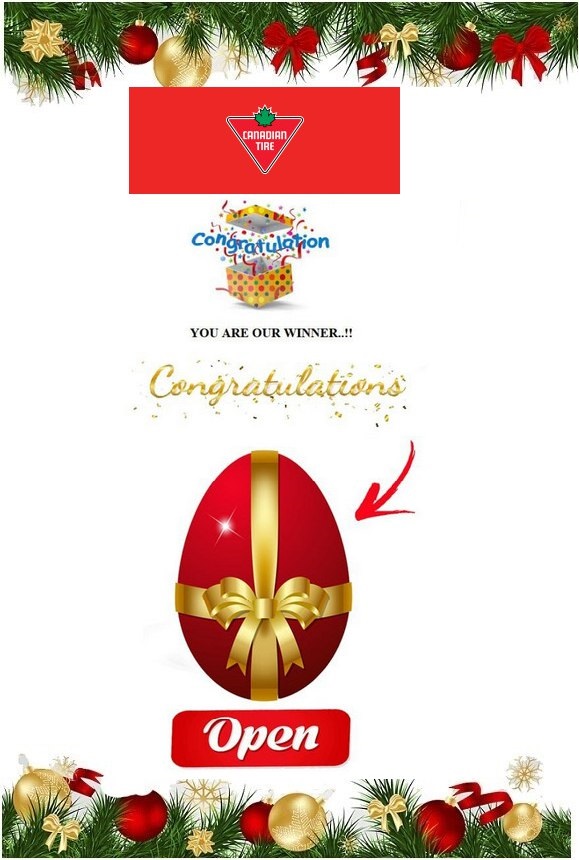 CANADIAN
TIRE
Congratulation
YOU ARE OUR WINNER..!!
Congratulations
Open